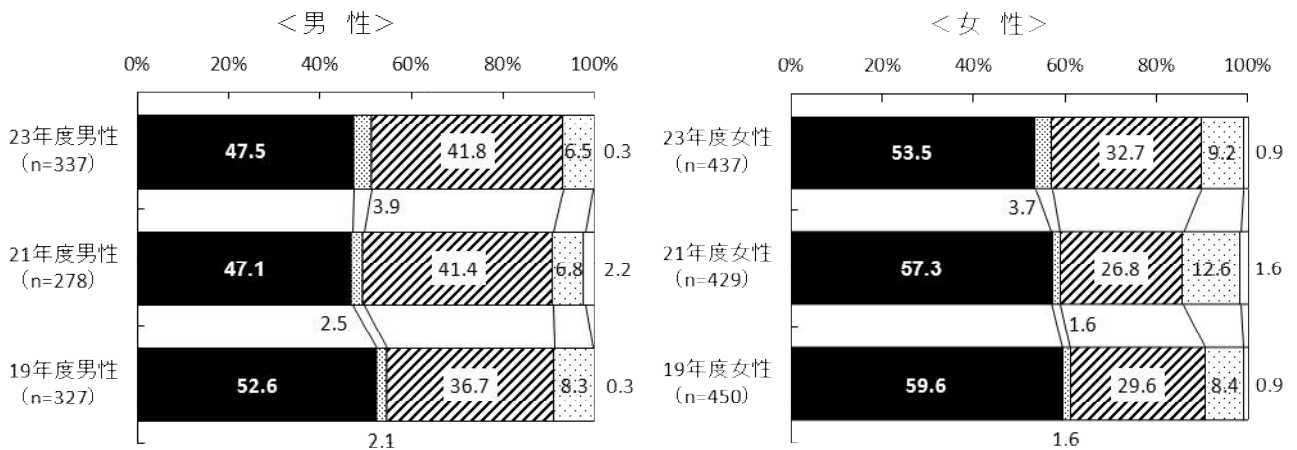 ＜男 性＞
0% 20% 40% 60% 80% 100%
23年度男性
（n=337）
47.5 41.8 6.5 0.3
3.9
21年度男性
（n=278）
47.1 41.4 6.8 2.2
2.5
19年度男性
（n=327）
52.6 36.7 8.3 0.3
2.1
＜女 性＞
0% 20% 40% 60% 80% 100%
23年度女性
（n=437）
53.5 32.7 9.2 0.9
3.7
21年度女性
（n=429）
57.3 26.8 12.6 1.6
1.6
19年度女性
（n=450）
59.6 29.6 8.4 0.9
1.6